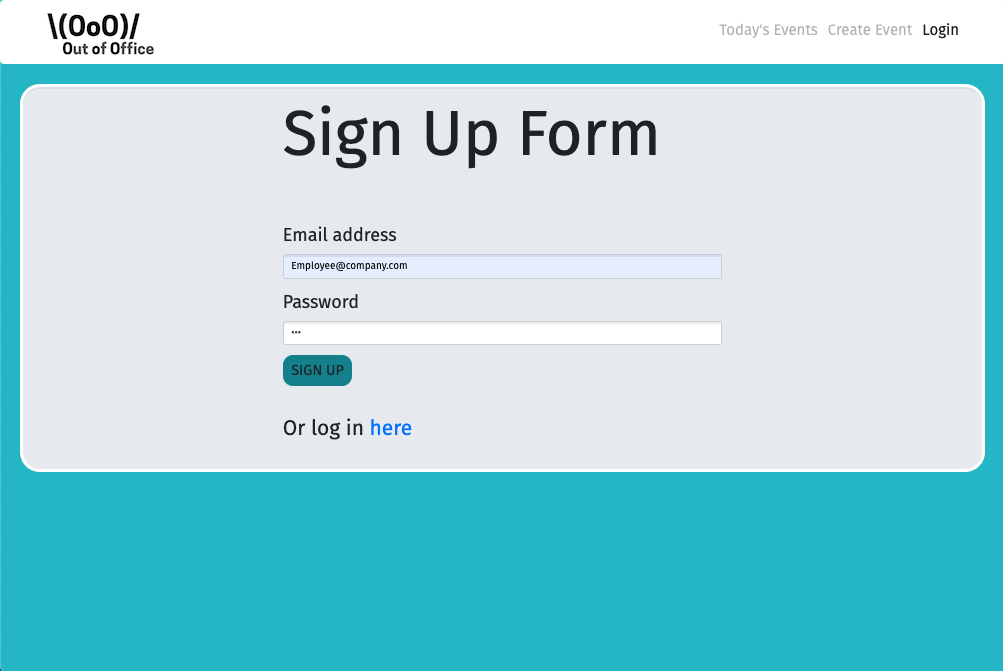 \(OoO)/
Out of Office
Today's Events Create Event Login
Sign Up Form
Email address
Employee@company.com
Password
•••
SIGN UP
Or log in here